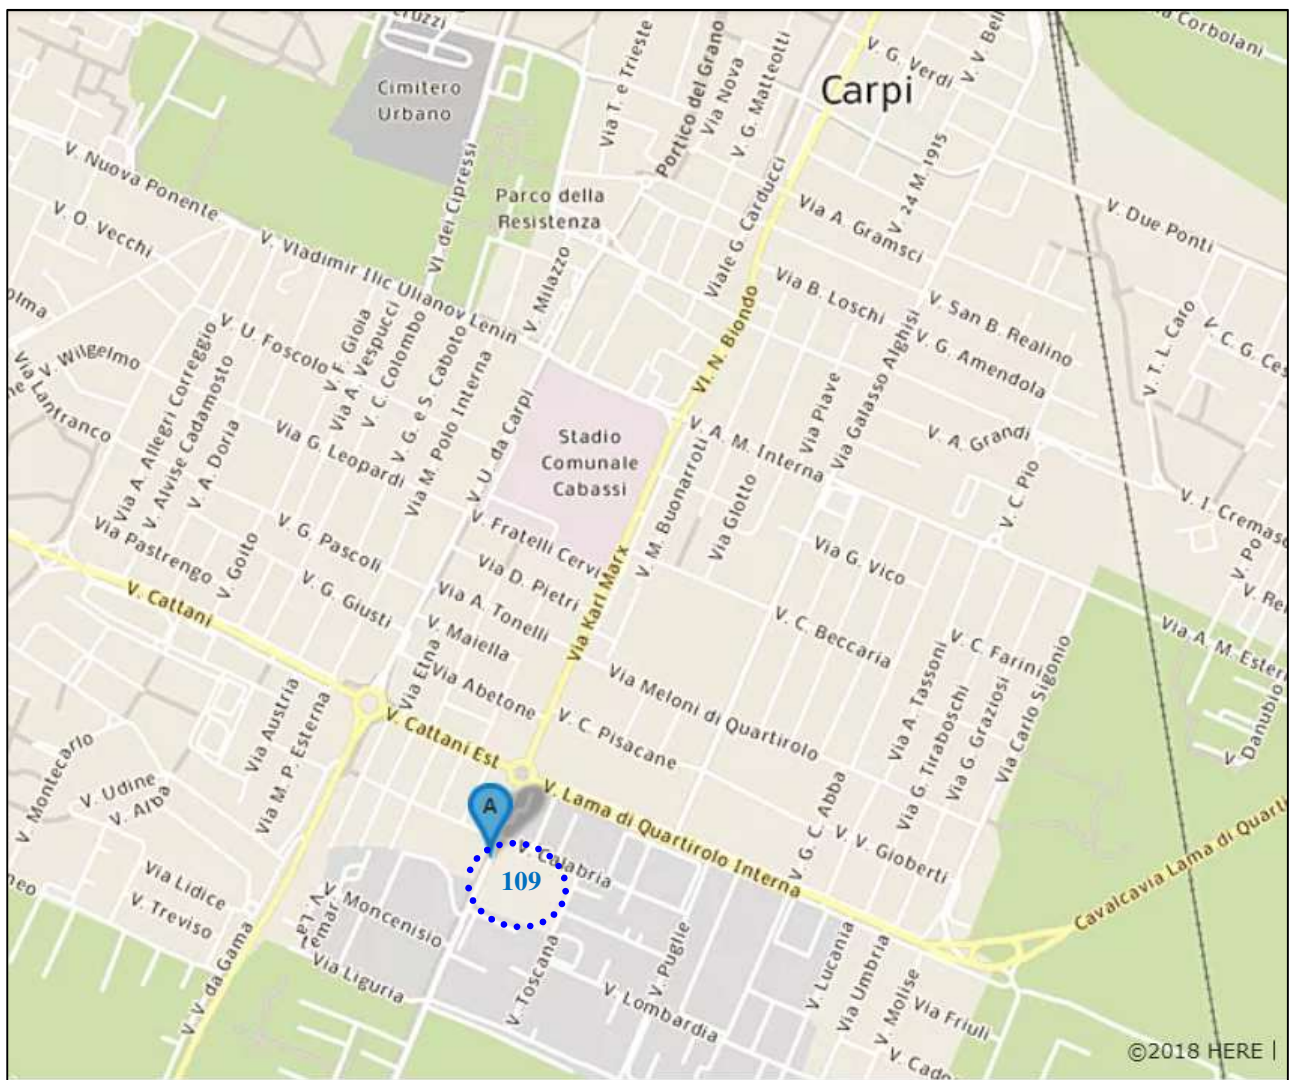 Carpi
Cimitero
Urbano
Parco della
Resistenza
Stadio
Comunale
Cabassi
Via T. e Trieste
Portico del Grano
Via Nova
V. G. Matteotti
V. G. Verdi
V. 24 M. 1915
V. Due Ponti
V. Nuova Ponente
V. O. Vecchi
V. Vladimir Ilic Ulianov Lenin
Vl. dei Cipressi
V. Milazzo
Viale G. Carducci
Via A. Gramsci
Via B. Loschi
V. San B. Realino
V. G. Amendola
Vl. N. Biondo
Via Galasso Alghisi
V. T. L. Caro
V. Wilgelmo
Via Lanfranco
V. U. Foscolo
V. F. Gioia
Via A. Vespucci
V. C. Colombo
V. G. e S. Caboto
Via M. Polo Interna
Via A. Allegri Correggio
V. Alvise Cadamosto
V. A. Doria
Via G. Leopardi
V. U. da Carpi
V. A. M. Interna
Via Piave
V. A. Grandi
V. C. Pio
V. M. Buonarroti
Via Giotto
V. Fratelli Cervi
Via Pastrengo
V. Goito
V. G. Pascoli
V. G. Giusti
Via D. Pietri
Via A. Tonelli
V. Maiella
Via Abetone
Via Etna
Via Karl Marx
Via G. Vico
V. C. Beccaria
V. Cattani
V. Cattani Est
Via Meloni di Quartirolo
V. C. Pisacane
Via A. Tassoni
V. C. Farini
Via G. Tiraboschi
Via G. Graziosi
Via Carlo Sigonio
V. Danubio
Via Austria
Via M. P. Esterna
V. Montecarlo
V. Udine
V. Alba
Via Lidice
V. Treviso
V. Lama di Quartirolo Interna
V. G. C. Abba
V. V. Gioberti
Cavalcavia Lama di Quarti
A
V. Calabria
109
V. Moncenisio
Via Liguria
V. V. da Gama
V. Toscana
V. Puglie
V. Lombardia
V. Lucania
Via Umbria
V. Molise
Via Friuli
©2018 HERE |